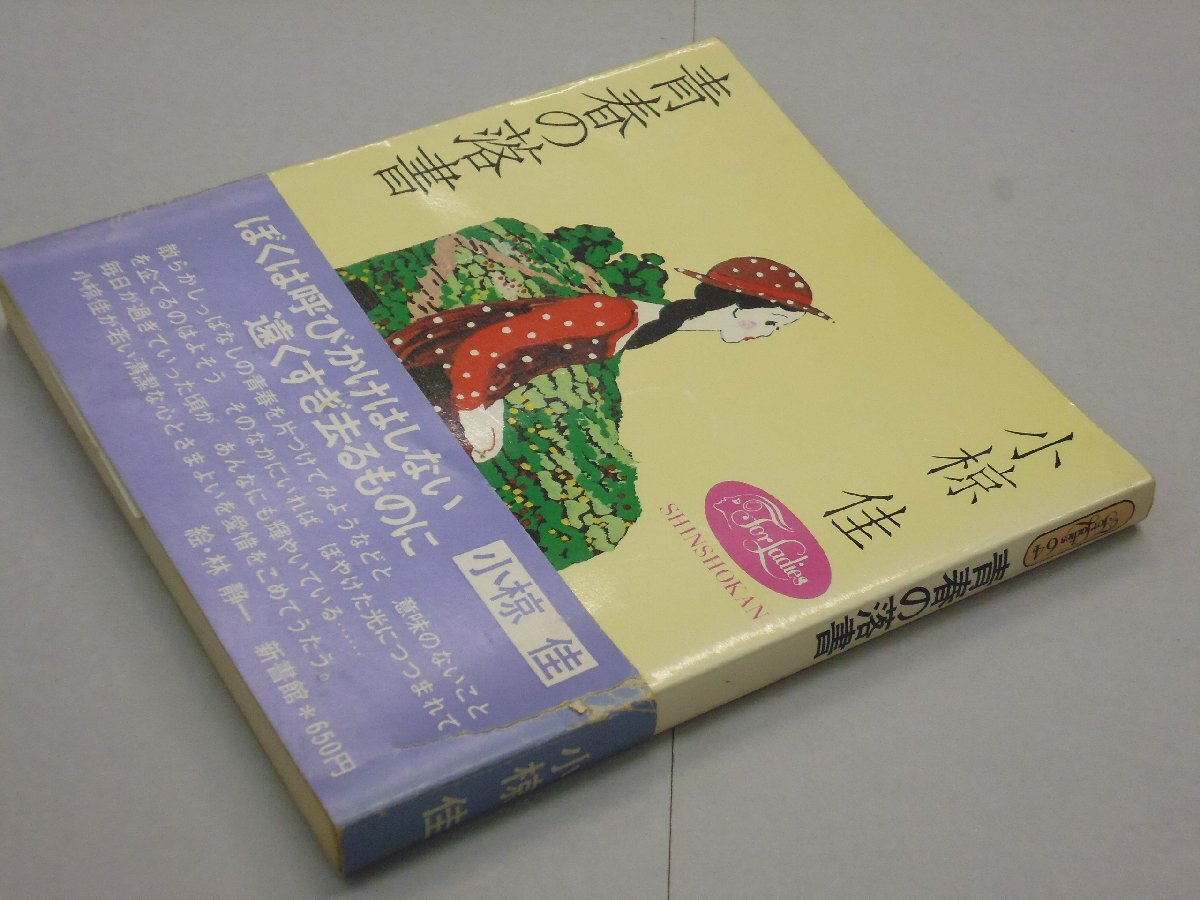 青春の落書
小椋 佳
For Ladies
SHINSHOKAN
ぼくは呼びかけはしない
遠くすぎ去るものに
小椋 佳
散らかしっぱなしの青春を片づけてみようなどと 意味のないこと
を企てるのはよそう そのなかにいれば ぼやけた光につつまれて
毎日が過ぎていった頃が あんなにも輝やいている……
小椋佳が若い清潔な心とさまよいを愛惜をこめてうたう。
絵・林 静一 新書館*650円
青春の落書
小椋 佳